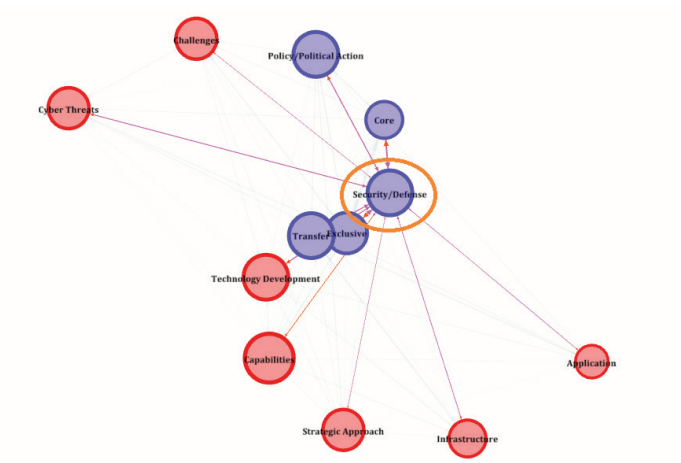 Challenges
Policy/Political Action
Cyber Threats
Core
Security/Defense
Transfer
Exclusive
Technology Development
Capabilities
Application
Strategic Approach
Infrastructure